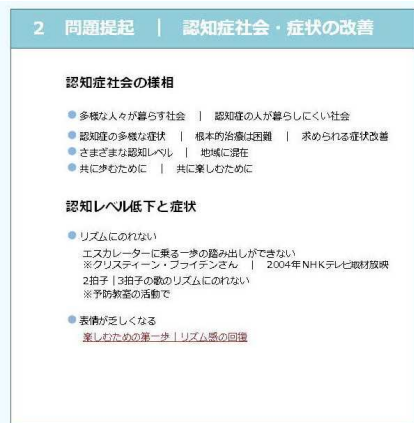 2 問題提起 ｜ 認知症社会・症状の改善
認知症社会の様相
● 多様な人々が暮らす社会 ｜ 認知症の人が暮らしにくい社会
● 認知症の多様な症状 ｜ 根本的治療は困難 ｜ 求められる症状改善
● さまざまな認知レベル ｜ 地域に混在
● 共に歩むために ｜ 共に楽しむために
認知レベル低下と症状
● リズムにのれない
エスカレーターに乗る一歩の踏み出しができない
※クリスティーン・ブライデンさん ｜ 2004年NHKテレビ取材放映
2拍子｜3拍子の歌のリズムにのれない
※予防教室の活動で
● 表情が乏しくなる
楽しむための第一歩｜リズム感の回復